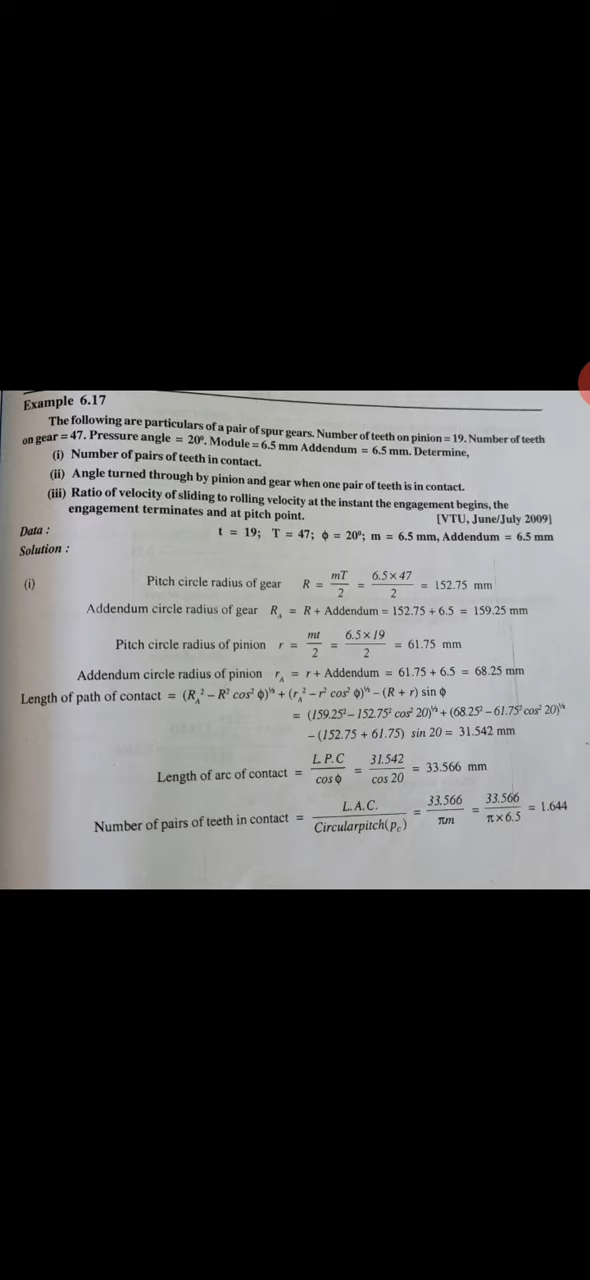 Example 6.17
The following are particulars of a pair of spur gears. Number of teeth on pinion = 19. Number of teeth
on gear = 47. Pressure angle = 20⁰. Module = 6.5 mm Addendum = 6.5 mm. Determine,
(i) Number of pairs of teeth in contact.
(ii) Angle turned through by pinion and gear when one pair of teeth is in contact.
(iii) Ratio of velocity of sliding to rolling velocity at the instant the engagement begins, the
engagement terminates and at pitch point. [VTU, June/July 2009]
Data : t = 19; T = 47; ϕ = 20⁰; m = 6.5 mm, Addendum = 6.5 mm
Solution :
(i) Pitch circle radius of gear R = mT/2 = 6.5×47/2 = 152.75 mm
Addendum circle radius of gear R_A = R + Addendum = 152.75 + 6.5 = 159.25 mm
Pitch circle radius of pinion r = mt/2 = 6.5×19/2 = 61.75 mm
Addendum circle radius of pinion r_A = r + Addendum = 61.75 + 6.5 = 68.25 mm
Length of path of contact = (R_A² – R² cos² ϕ)^½ + (r_A² – r² cos² ϕ)^½ – (R + r) sin ϕ
= (159.25² – 152.75² cos² 20)^½ + (68.25² – 61.75² cos² 20)^½
– (152.75 + 61.75) sin 20 = 31.542 mm
Length of arc of contact = L.P.C/cos ϕ = 31.542/cos 20 = 33.566 mm
Number of pairs of teeth in contact = L.A.C./Circularpitch(p_c) = 33.566/πm = 33.566/π×6.5 = 1.644